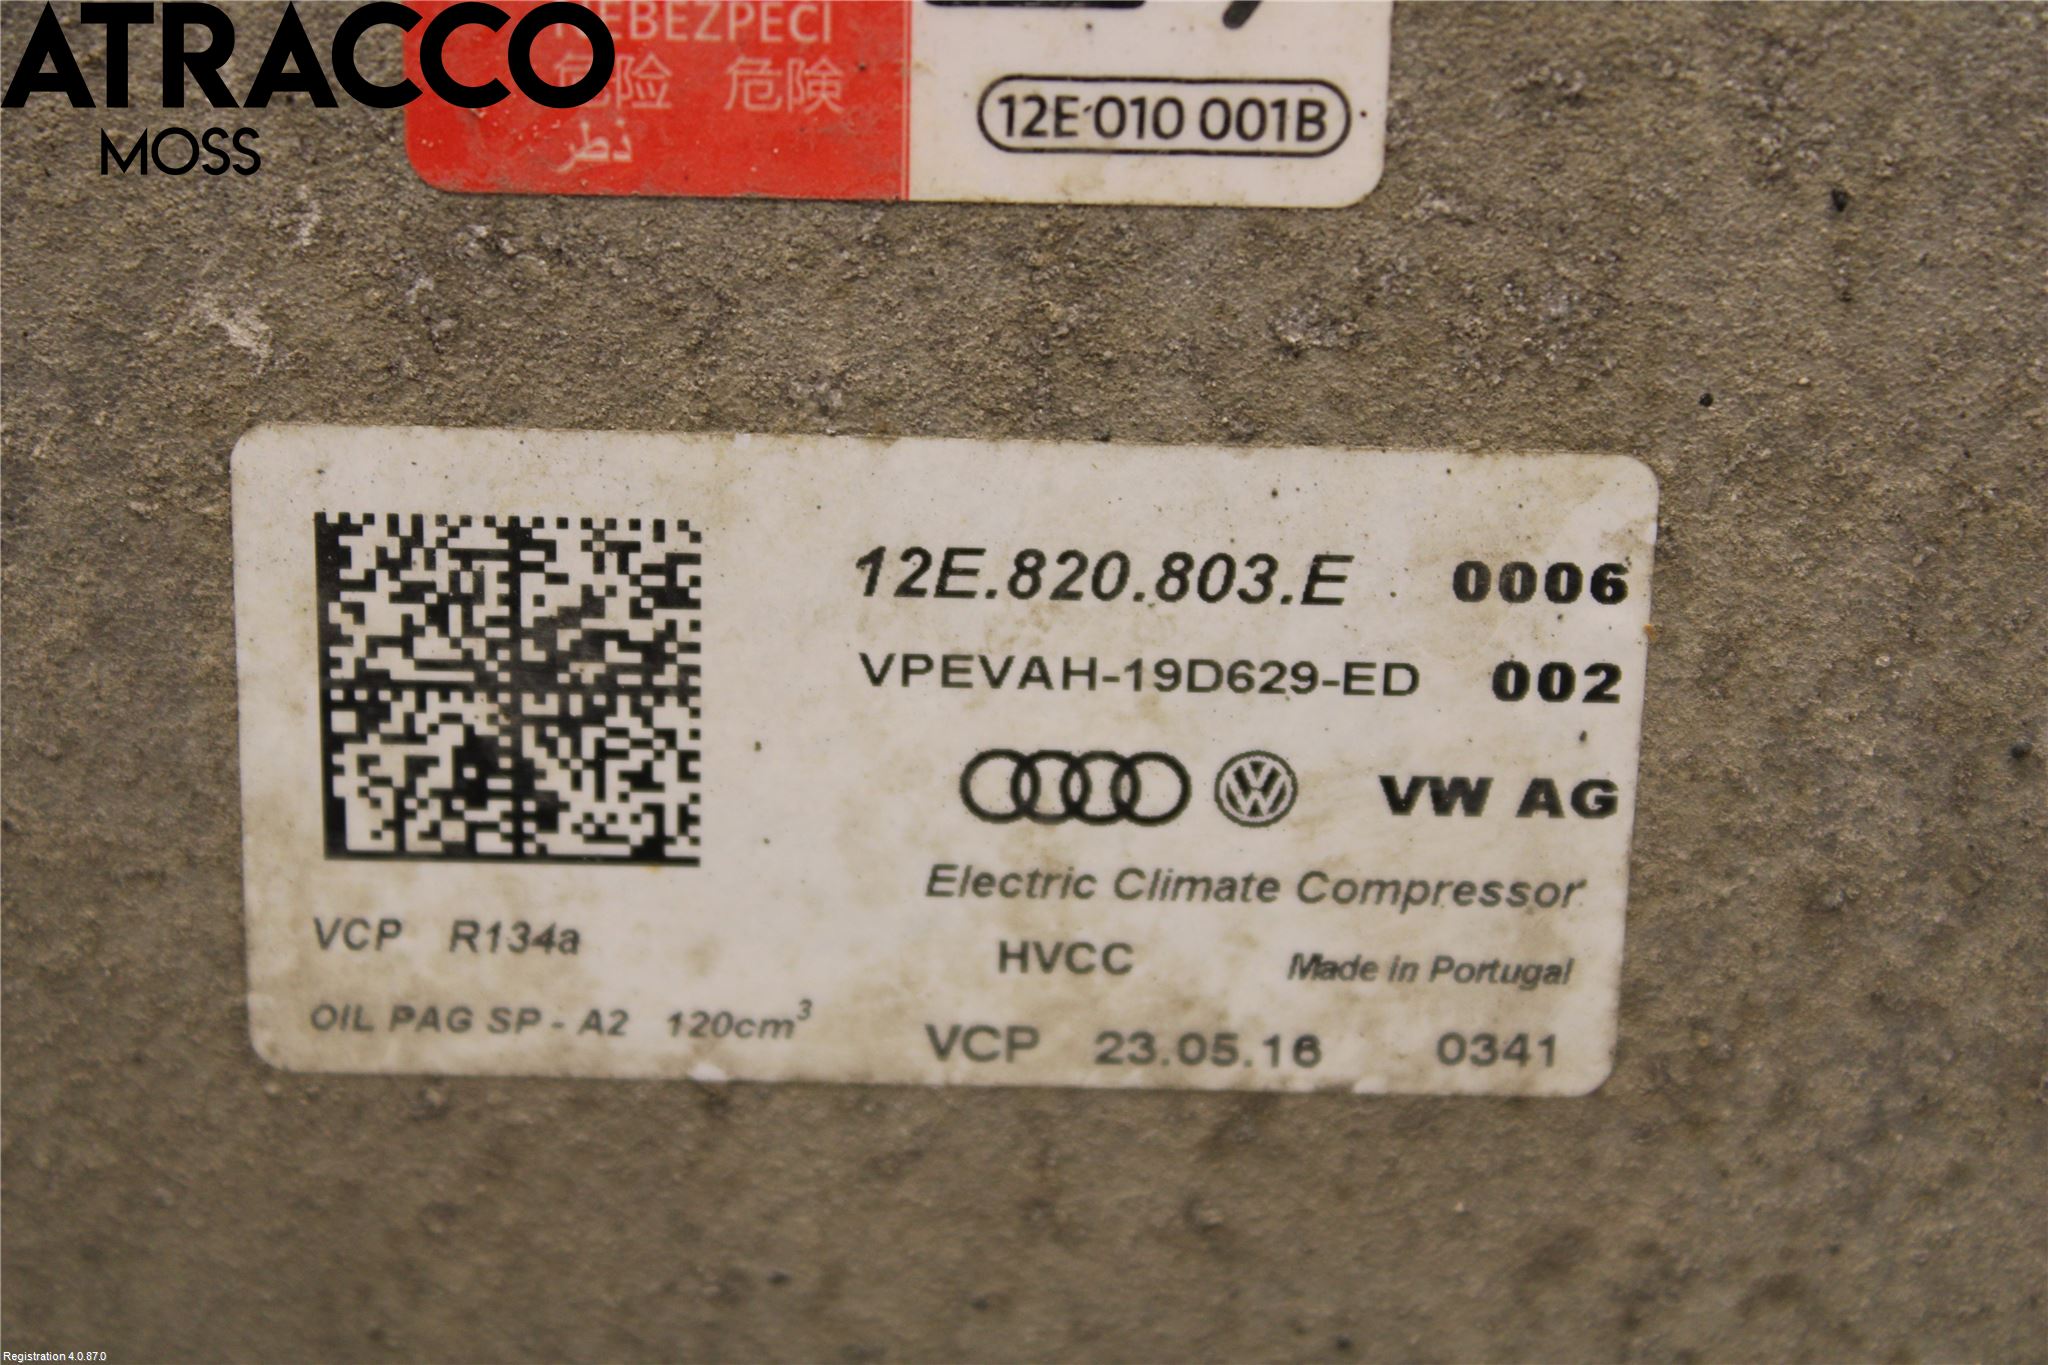 ATRACCO
MOSS
NEBEZPEČÍ
危险 危険
12E 010 001B
12E.820.803.E 0006
VPEVAH-19D629-ED 002
VW AG
Electric Climate Compressor
VCP R134a
HVCC Made in Portugal
OIL PAG SP - A2 120cm³
VCP 23.05.16 0341
Registration 4.0.87.0